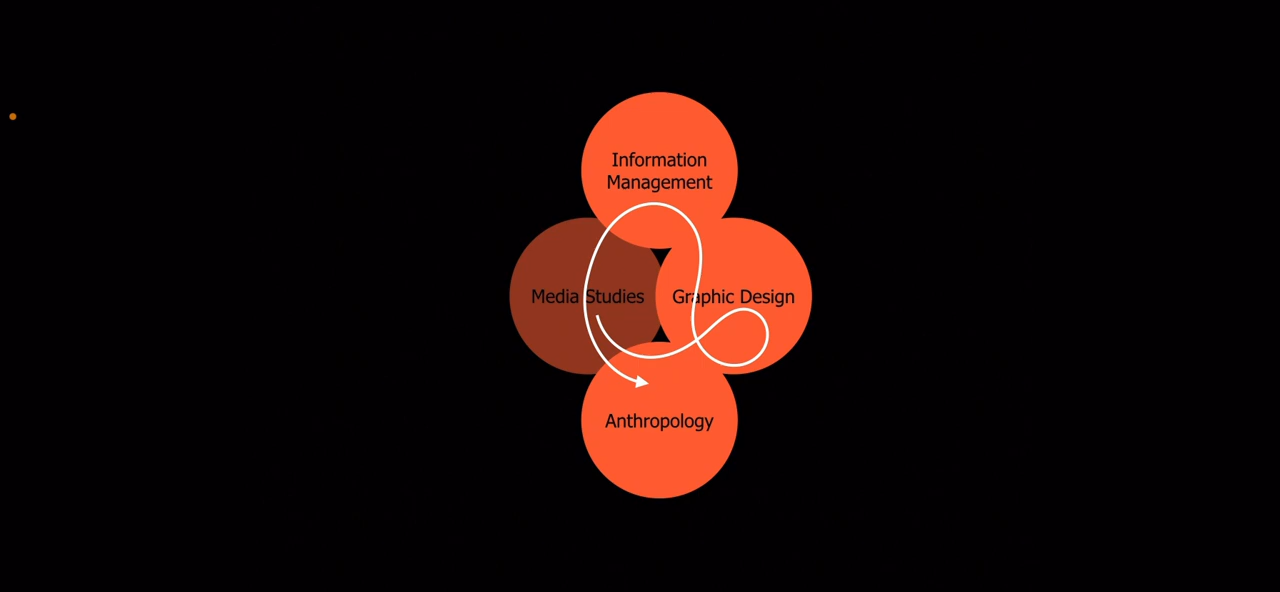 Information
Management
Media Studies
Graphic Design
Anthropology